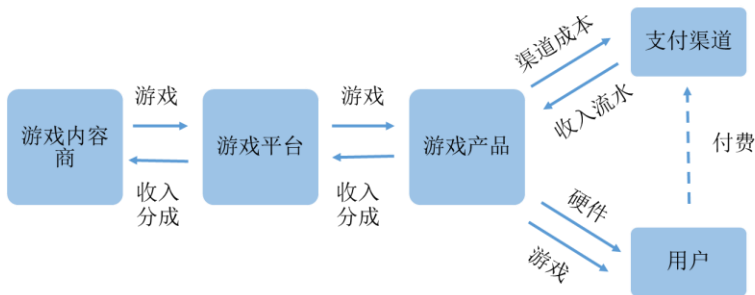 游戏内容
商
游戏
收入
分成
游戏平台
游戏
收入
分成
游戏产品
渠道成本
收入流水
支付渠道
付费
硬件
游戏
用户